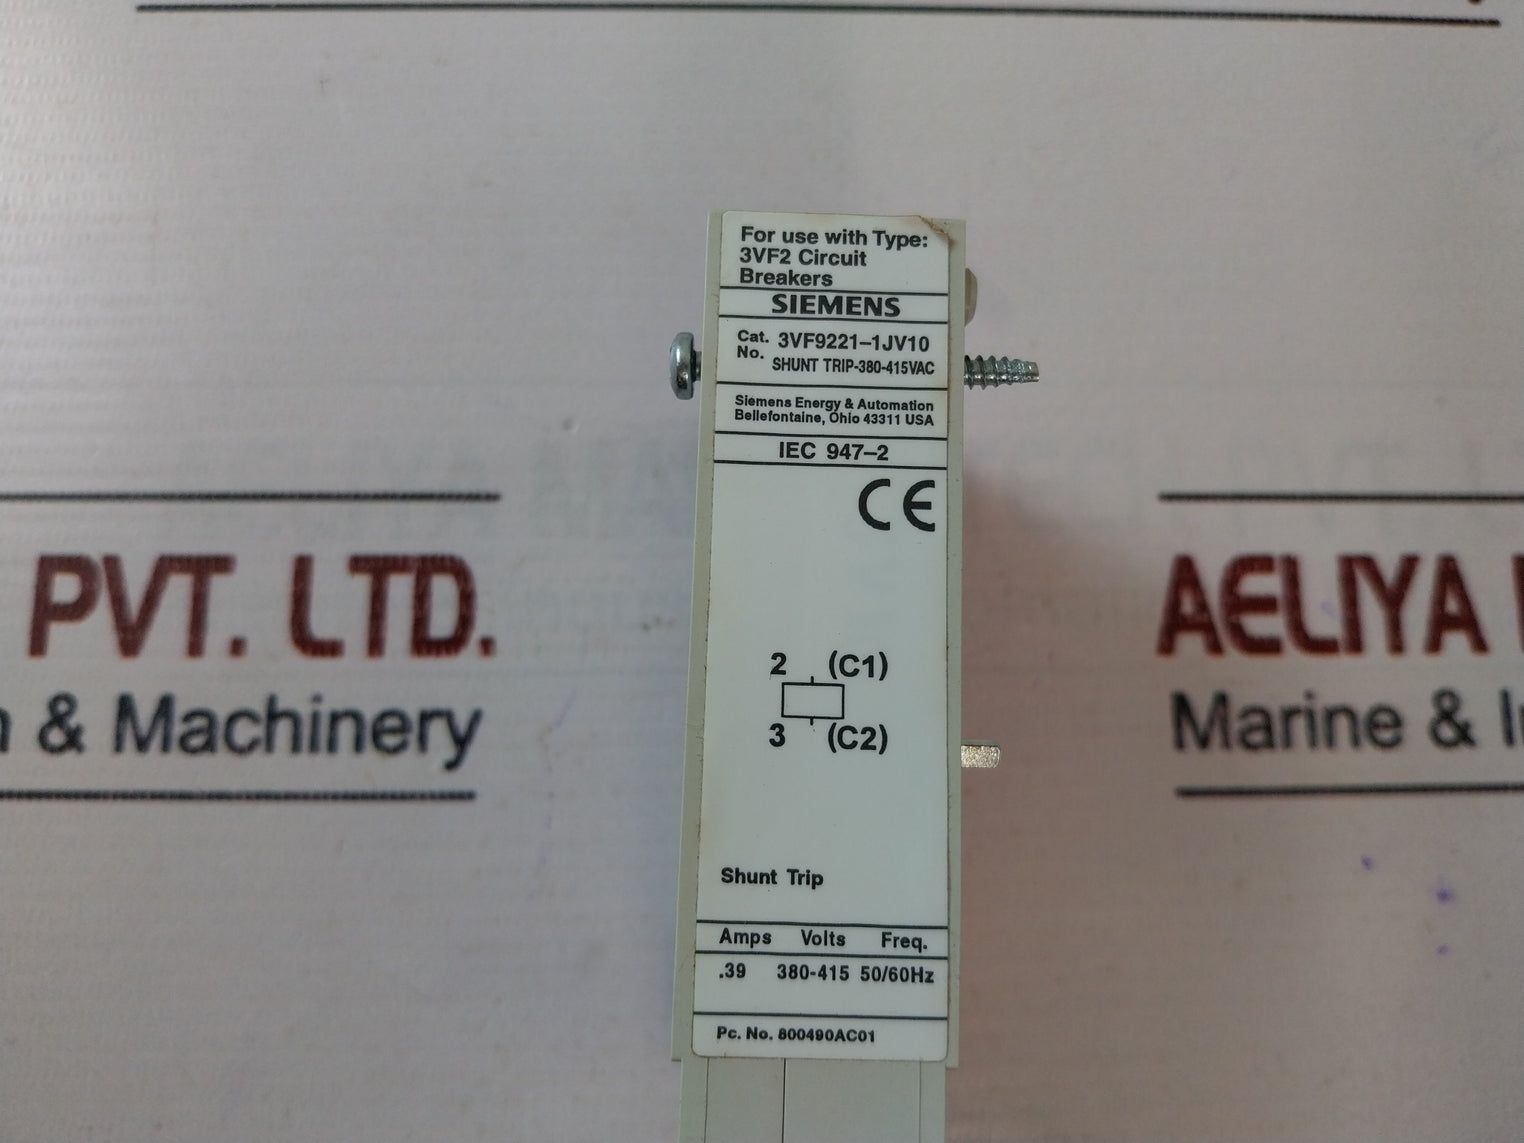 For use with Type:
3VF2 Circuit
Breakers
SIEMENS
Cat. No. 3VF9221-1JV10
SHUNT TRIP-380-415VAC
Siemens Energy & Automation
Bellefontaine, Ohio 43311 USA
IEC 947-2
CE
2 (C1)
3 (C2)
Shunt Trip
Amps Volts Freq.
.39 380-415 50/60Hz
Pc. No. 800490AC01
PVT. LTD.
& Machinery
AELIYA
Marine &